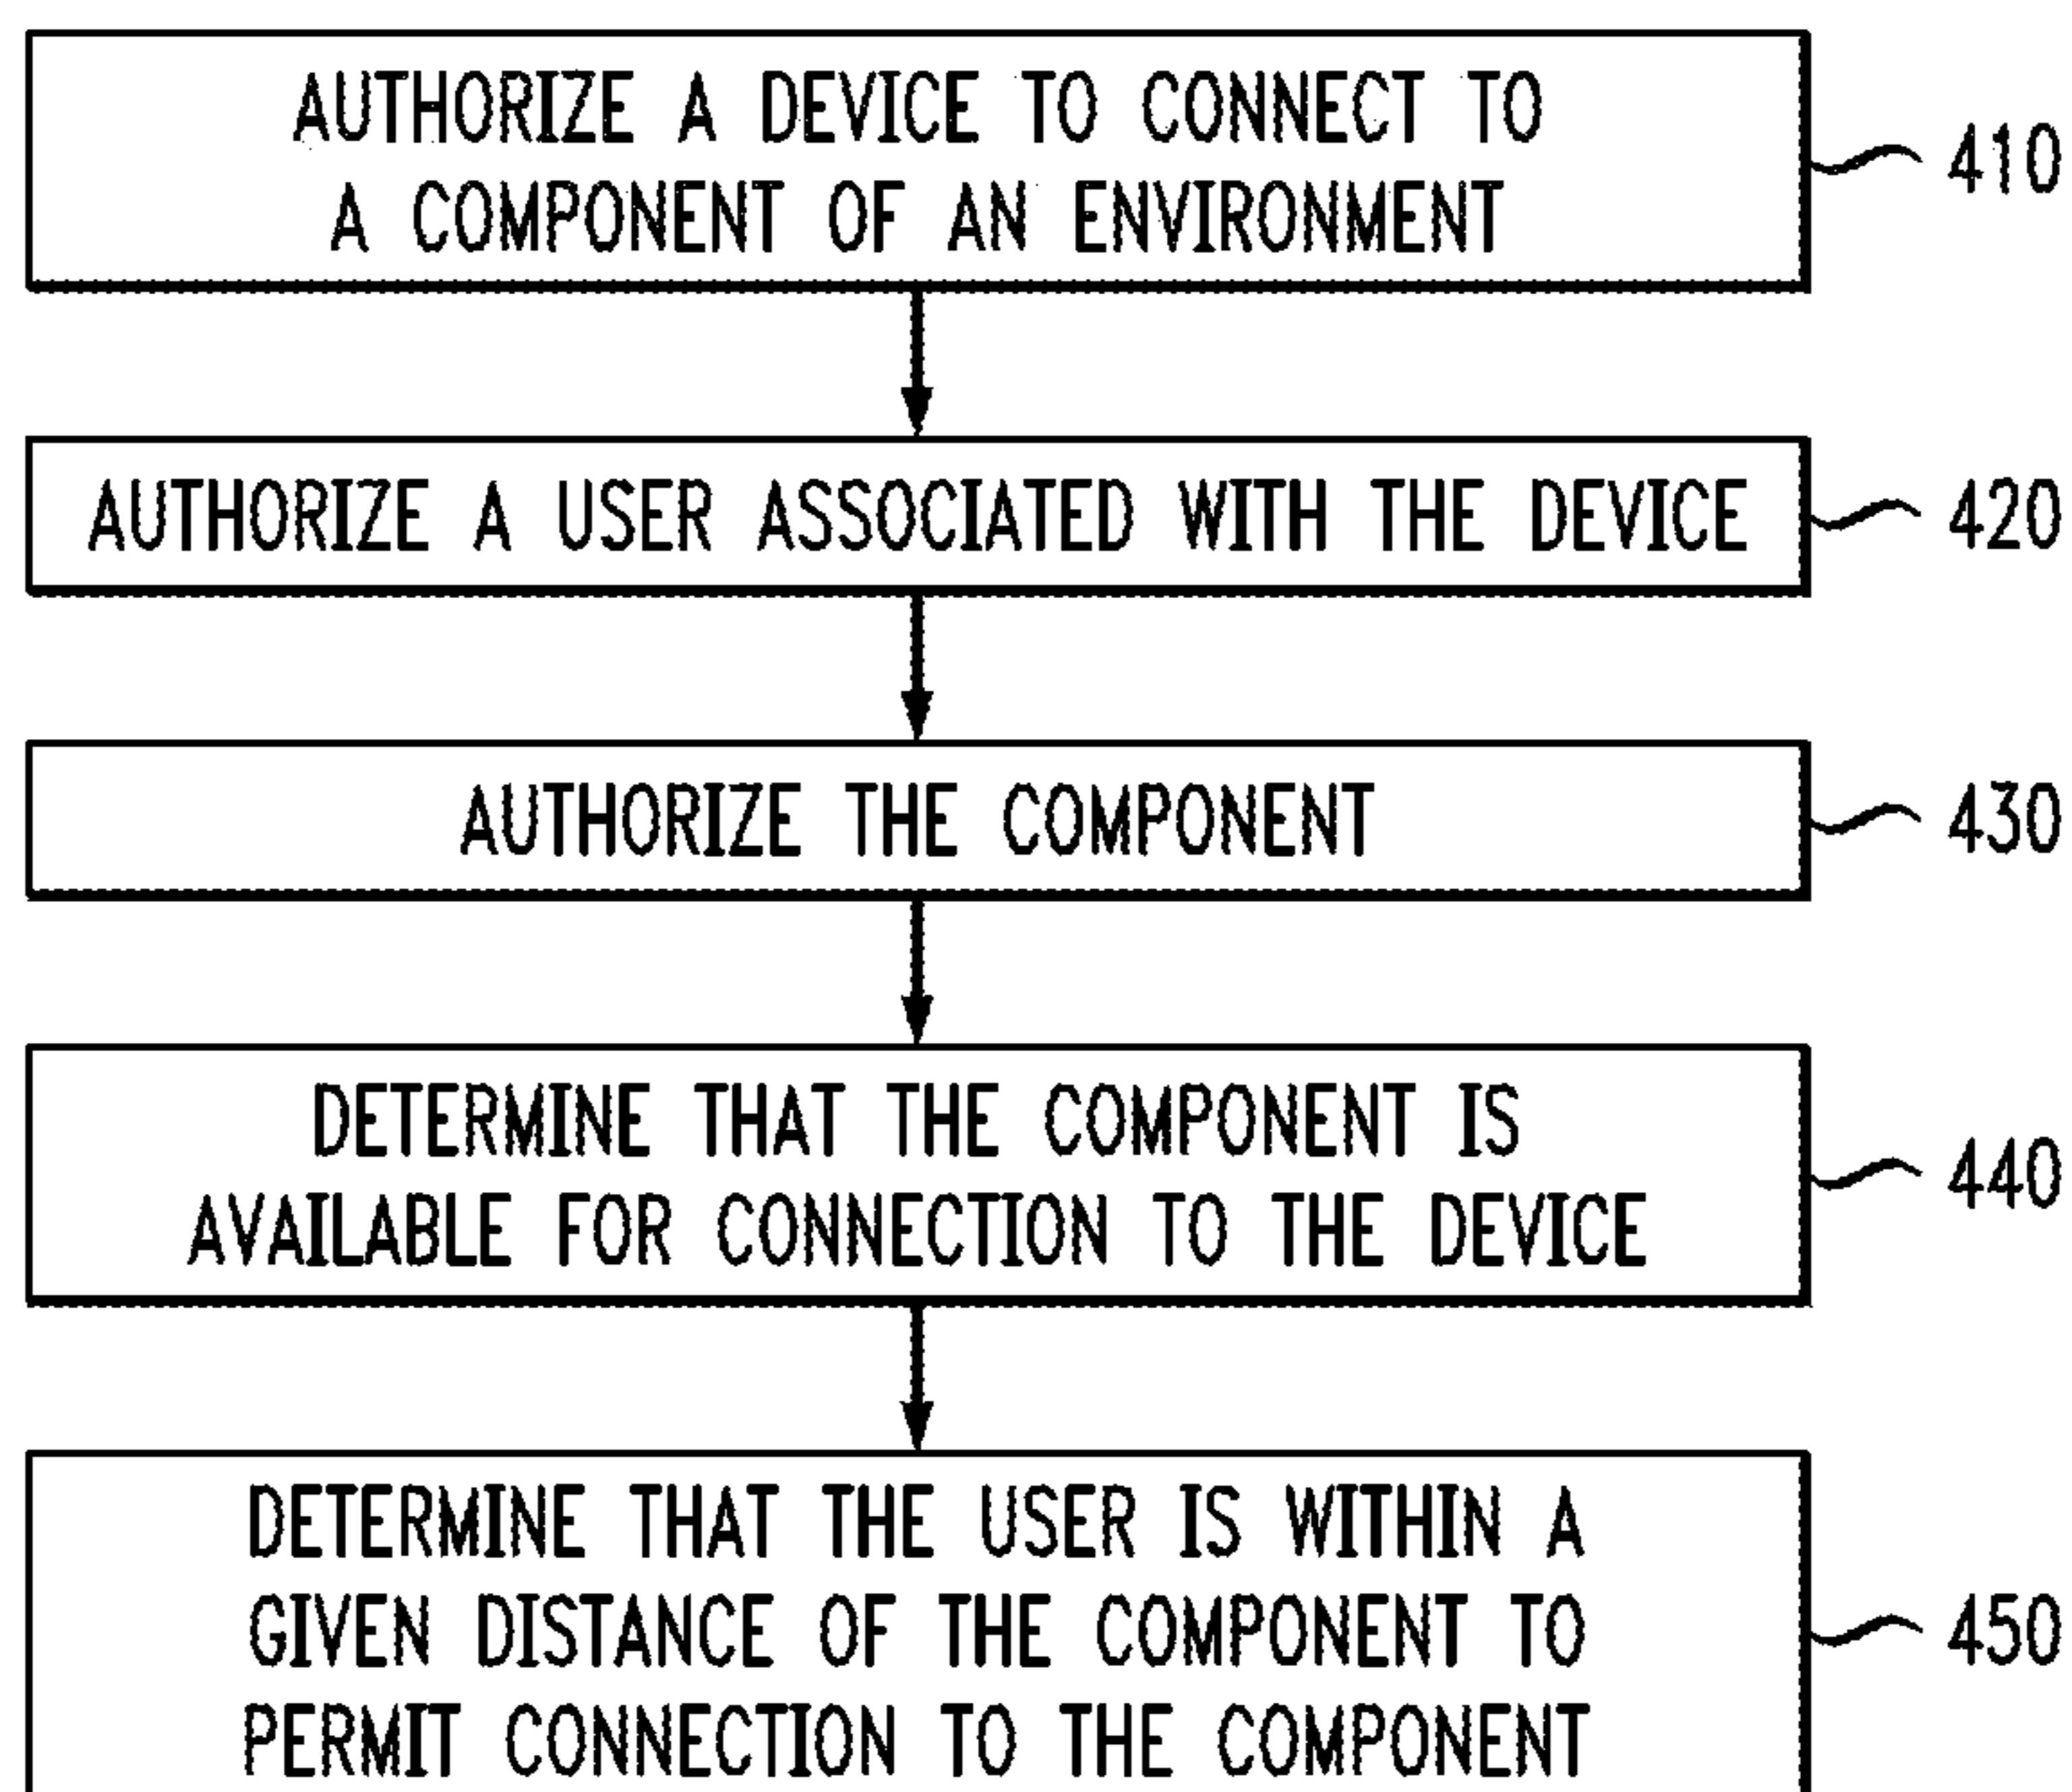 AUTHORIZE A DEVICE TO CONNECT TO
A COMPONENT OF AN ENVIRONMENT
410
AUTHORIZE A USER ASSOCIATED WITH THE DEVICE
420
AUTHORIZE THE COMPONENT
430
DETERMINE THAT THE COMPONENT IS
AVAILABLE FOR CONNECTION TO THE DEVICE
440
DETERMINE THAT THE USER IS WITHIN A
GIVEN DISTANCE OF THE COMPONENT TO
PERMIT CONNECTION TO THE COMPONENT
450